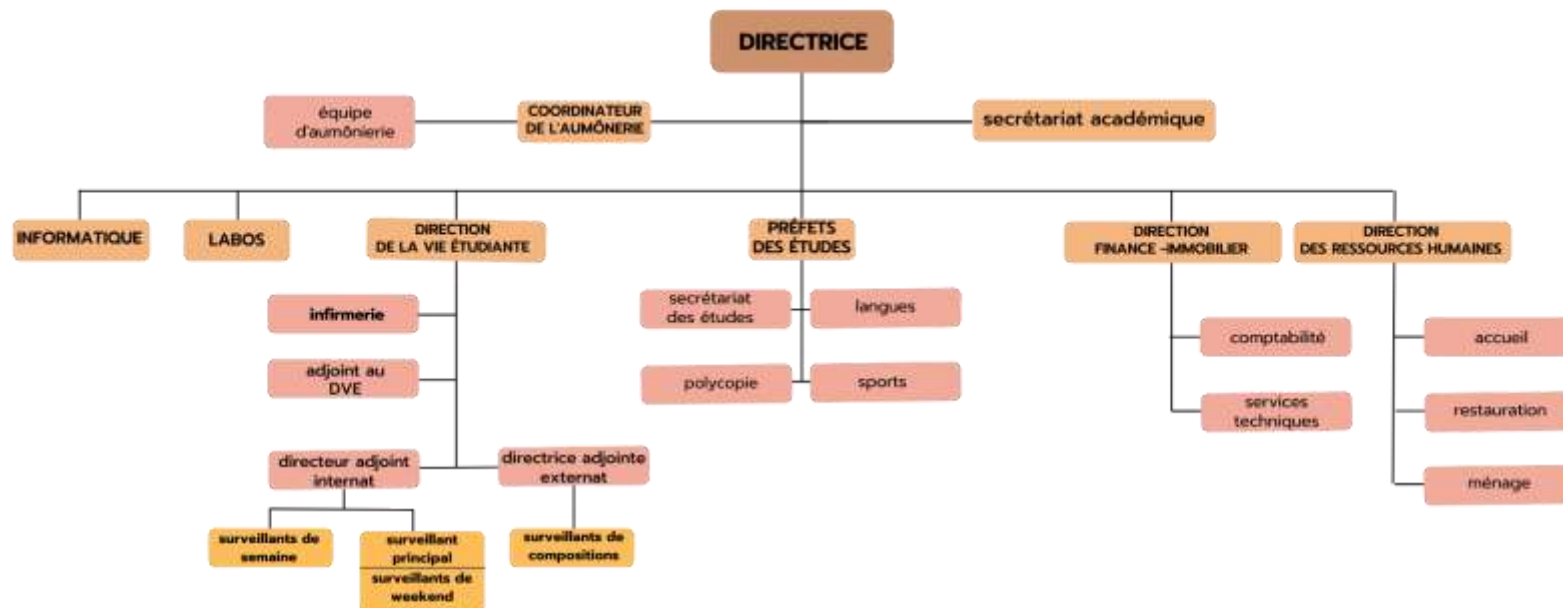 DIRECTRICE
équipe
d'aumônierie
COORDINATEUR
DE L'AUMÔNERIE
secrétariat académique
INFORMATIQUE
LABOS
DIRECTION
DE LA VIE ÉTUDIANTE
PRÉFETS
DES ÉTUDES
DIRECTION
FINANCE -IMMOBILIER
DIRECTION
DES RESSOURCES HUMAINES
infirmerie
adjoint au
DVE
secrétariat
des études
langues
polycopie
sports
comptabilité
services
techniques
accueil
restauration
ménage
directeur adjoint
internat
directrice adjointe
externat
surveillants de
semaine
surveillant
principal
surveillants de
weekend
surveillants de
compositions